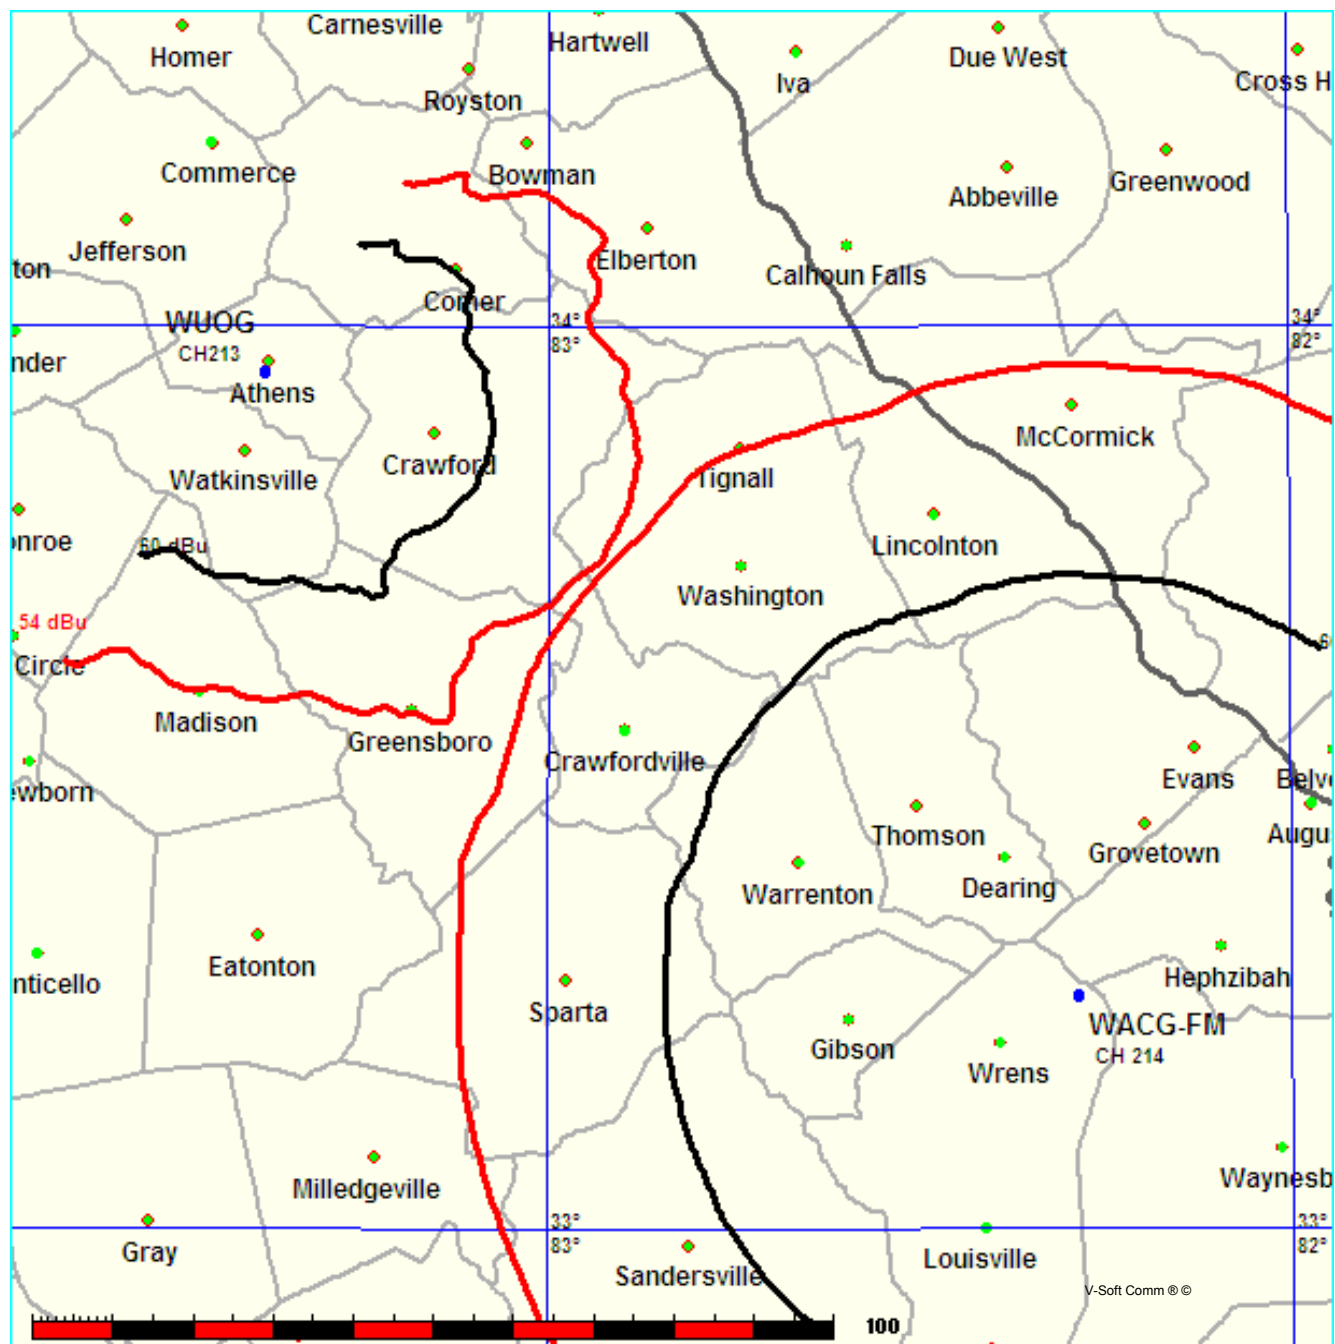 Carnesville
Homer
Hartwell
Due West
Iva
Cross H
Royston
Commerce
Bowman
Abbeville
Greenwood
Jefferson
ton
Elberton
Calhoun Falls
Comer
WUOG
CH213
34°
83°
34°
82°
nder
Athens
Crawford
McCormick
Watkinsville
Tignall
onroe
60 dBu
Lincolnton
Washington
54 dBu
Circle
Madison
Greensboro
Crawfordville
Evans
Belve
ewborn
Thomson
Augu
Grovetown
Warrenton
Dearing
Eatonton
nticello
Hephzibah
Sparta
WACG-FM
CH 214
Gibson
Wrens
Milledgeville
Waynesb
33°
83°
33°
82°
Gray
Louisville
Sandersville
V-Soft Comm ® ©
100